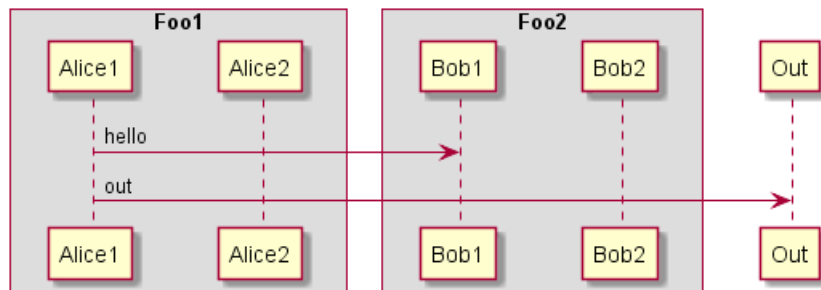 Foo1 Foo2
Alice1 Alice2 Bob1 Bob2 Out
hello
out
Alice1 Alice2 Bob1 Bob2 Out